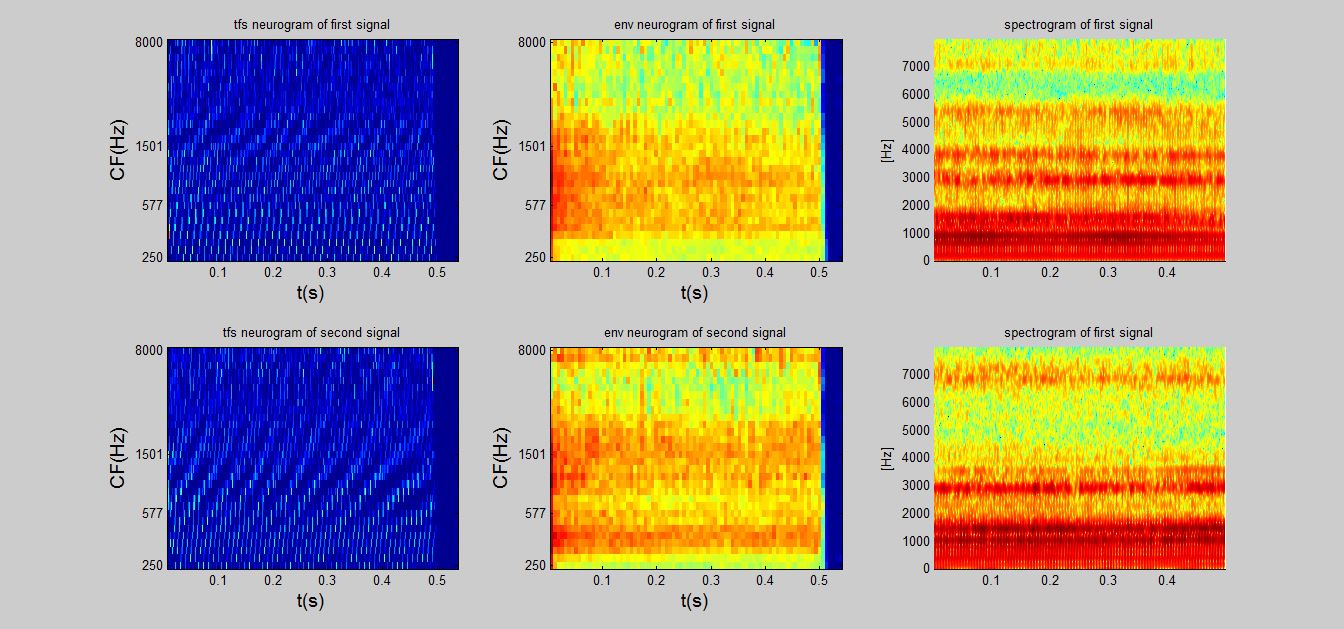 tfs neurogram of first signal
8000
1501
577
250
CF(Hz)
0.1 0.2 0.3 0.4 0.5
t(s)
env neurogram of first signal
8000
1501
577
250
CF(Hz)
0.1 0.2 0.3 0.4 0.5
t(s)
spectrogram of first signal
7000
6000
5000
4000
3000
2000
1000
0
[Hz]
0.1 0.2 0.3 0.4
tfs neurogram of second signal
8000
1501
577
250
CF(Hz)
0.1 0.2 0.3 0.4 0.5
t(s)
env neurogram of second signal
8000
1501
577
250
CF(Hz)
0.1 0.2 0.3 0.4 0.5
t(s)
spectrogram of first signal
7000
6000
5000
4000
3000
2000
1000
0
[Hz]
0.1 0.2 0.3 0.4